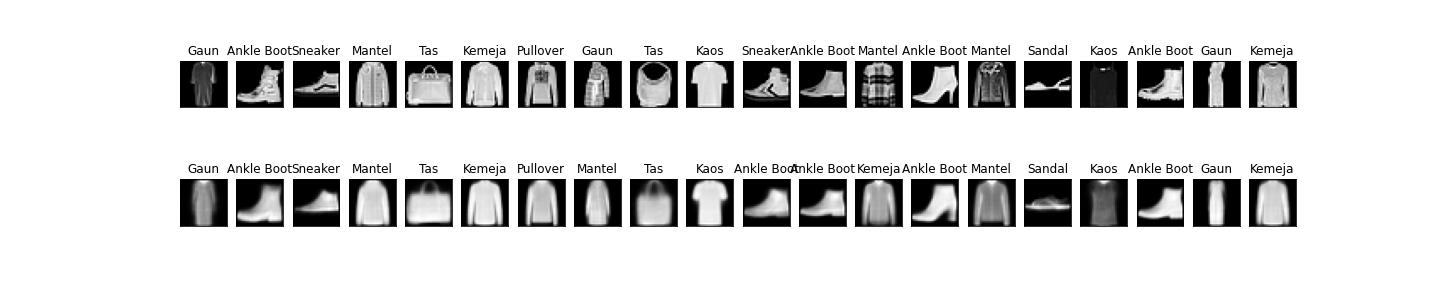 Gaun Ankle Boot Sneaker Mantel Tas Kemeja Pullover Gaun Tas Kaos Sneaker Ankle Boot Mantel Ankle Boot Mantel Sandal Kaos Ankle Boot Gaun Kemeja
Gaun Ankle Boot Sneaker Mantel Tas Kemeja Pullover Mantel Tas Kaos Ankle Boot Ankle Boot Kemeja Ankle Boot Mantel Sandal Kaos Ankle Boot Gaun Kemeja